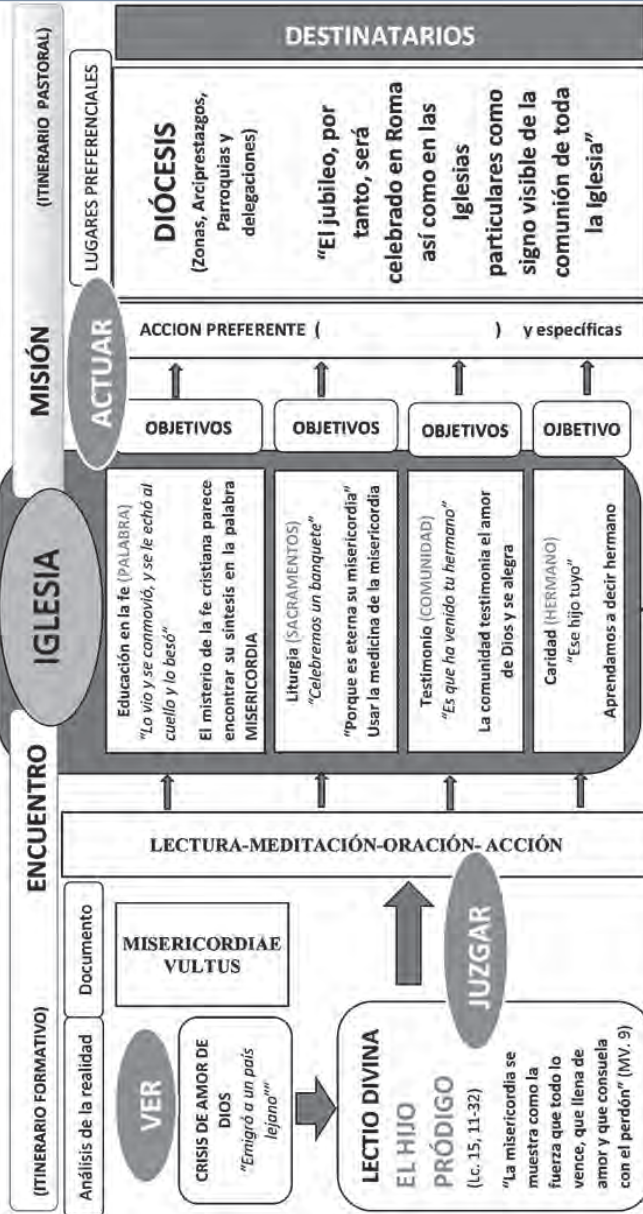 (ITINERARIO FORMATIVO)
ENCUENTRO
IGLESIA
MISIÓN
(ITINERARIO PASTORAL)
Análisis de la realidad
Documento
VER
CRISIS DE AMOR DE
DIOS
"Emigró a un país
lejano""
MISERICORDIAE
VULTUS
LECTIO DIVINA
EL HIJO
PRÓDIGO
(Lc. 15, 11-32)
"La misericordia se
muestra como la
fuerza que todo lo
vence, que llena de
amor y que consuela
con el perdón" (MV. 9)
JUZGAR
LECTURA-MEDITACIÓN-ORACIÓN- ACCIÓN
Educación en la fe (PALABRA)
"Lo vio y se conmovió, y se le echó al
cuello y lo besó"
El misterio de la fe cristiana parece
encontrar su síntesis en la palabra
MISERICORDIA
Liturgia (SACRAMENTOS)
"Celebremos un banquete"
"Porque es eterna su misericordia"
Usar la medicina de la misericordia
Testimonio (COMUNIDAD)
"Es que ha venido tu hermano"
La comunidad testimonia el amor
de Dios y se alegra
Caridad (HERMANO)
"Ese hijo tuyo"
Aprendamos a decir hermano
OBJETIVOS
OBJETIVOS
OBJETIVOS
OJBETIVO
ACTUAR
ACCION PREFERENTE ( ) y específicas
LUGARES PREFERENCIALES
DIÓCESIS
(Zonas, Arciprestazgos,
Parroquias y
delegaciones)
"El jubileo, por
tanto, será
celebrado en Roma
así como en las
Iglesias
particulares como
signo visible de la
comunión de toda
la Iglesia"
DESTINATARIOS